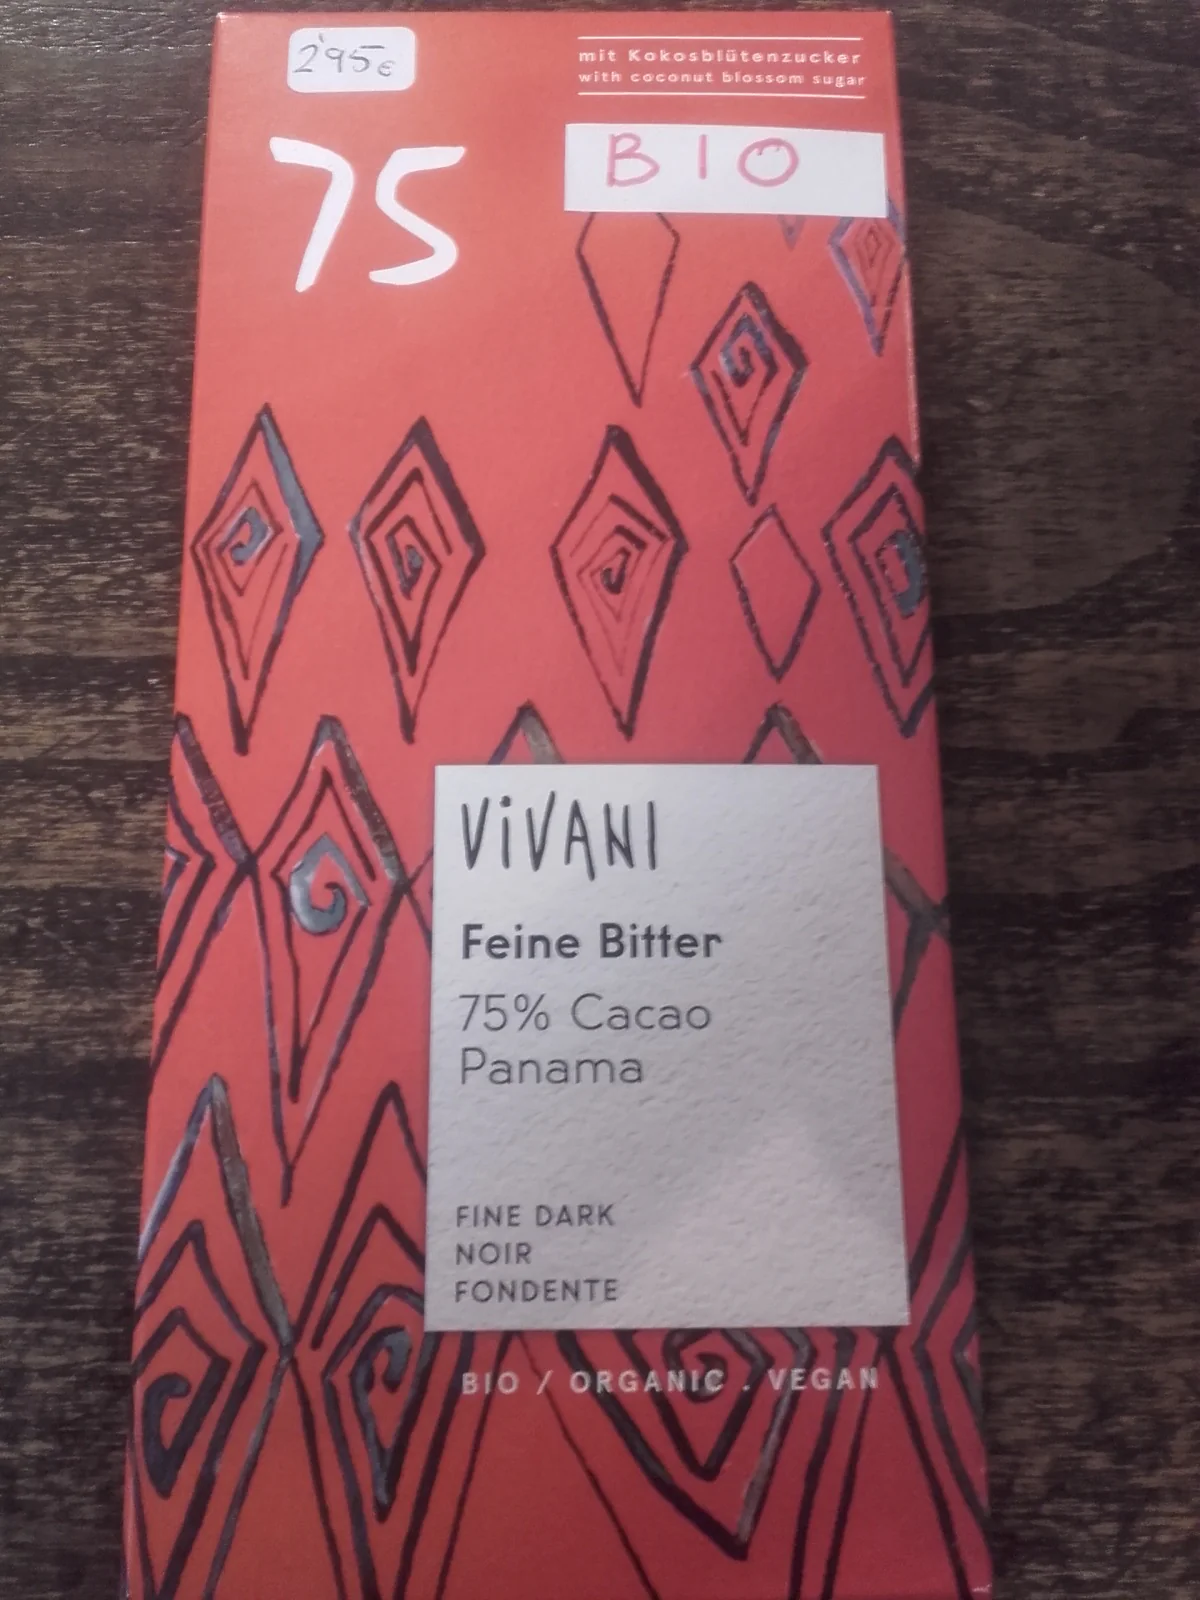 2'95€
mit Kokosblütenzucker
with coconut blossom sugar
75
BIO
ViVANI
Feine Bitter
75% Cacao
Panama
FINE DARK
NOIR
FONDENTE
BIO / ORGANIC . VEGAN